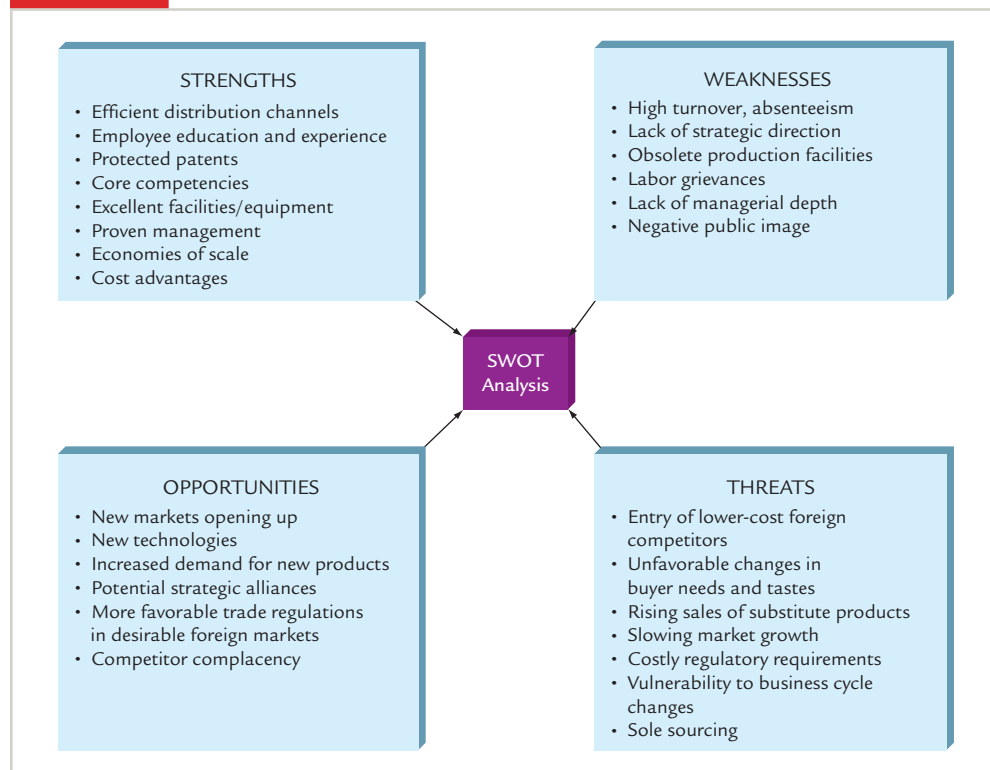 STRENGTHS
• Efficient distribution channels
• Employee education and experience
• Protected patents
• Core competencies
• Excellent facilities/equipment
• Proven management
• Economies of scale
• Cost advantages
WEAKNESSES
• High turnover, absenteeism
• Lack of strategic direction
• Obsolete production facilities
• Labor grievances
• Lack of managerial depth
• Negative public image
SWOT
Analysis
OPPORTUNITIES
• New markets opening up
• New technologies
• Increased demand for new products
• Potential strategic alliances
• More favorable trade regulations
in desirable foreign markets
• Competitor complacency
THREATS
• Entry of lower-cost foreign
competitors
• Unfavorable changes in
buyer needs and tastes
• Rising sales of substitute products
• Slowing market growth
• Costly regulatory requirements
• Vulnerability to business cycle
changes
• Sole sourcing